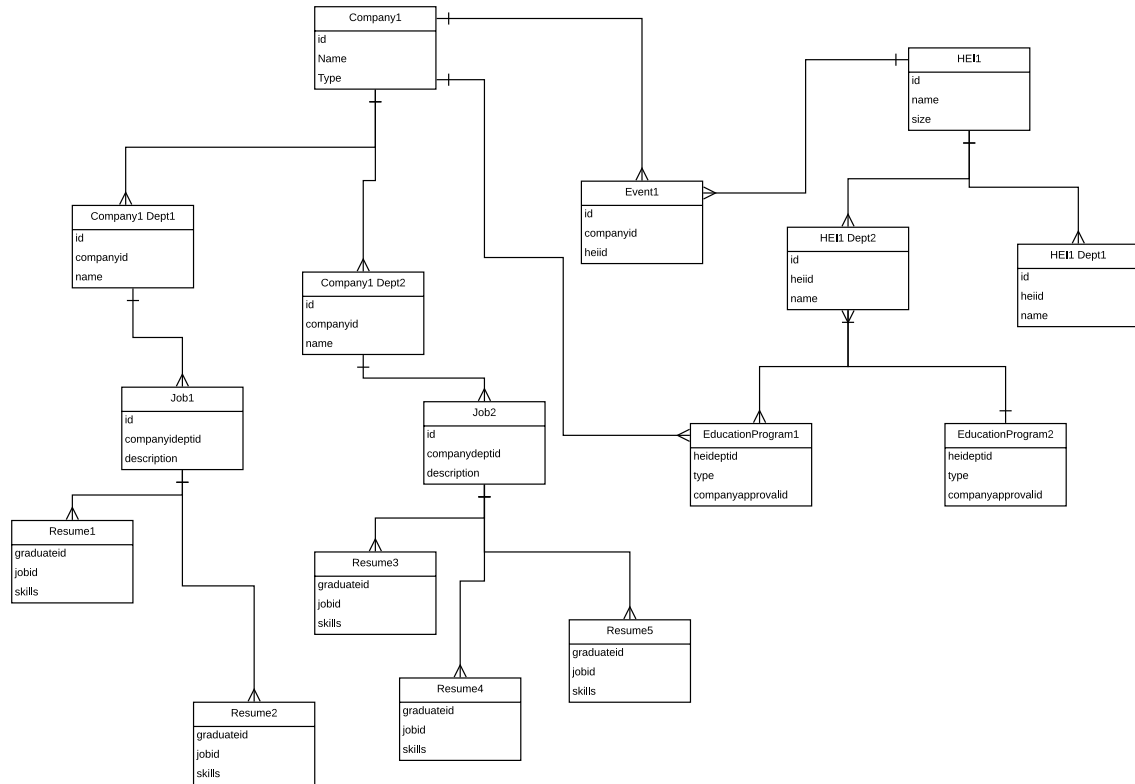 Company1
id
Name
Type
HEI1
id
name
size
Event1
id
companyid
heiid
Company1 Dept1
id
companyid
name
HEI1 Dept2
id
heiid
name
HEI1 Dept1
id
heiid
name
Company1 Dept2
id
companyid
name
Job1
id
companyideptid
description
Job2
id
companydeptid
description
EducationProgram1
heideptid
type
companyapprovalid
EducationProgram2
heideptid
type
companyapprovalid
Resume1
graduateid
jobid
skills
Resume3
graduateid
jobid
skills
Resume5
graduateid
jobid
skills
Resume4
graduateid
jobid
skills
Resume2
graduateid
jobid
skills